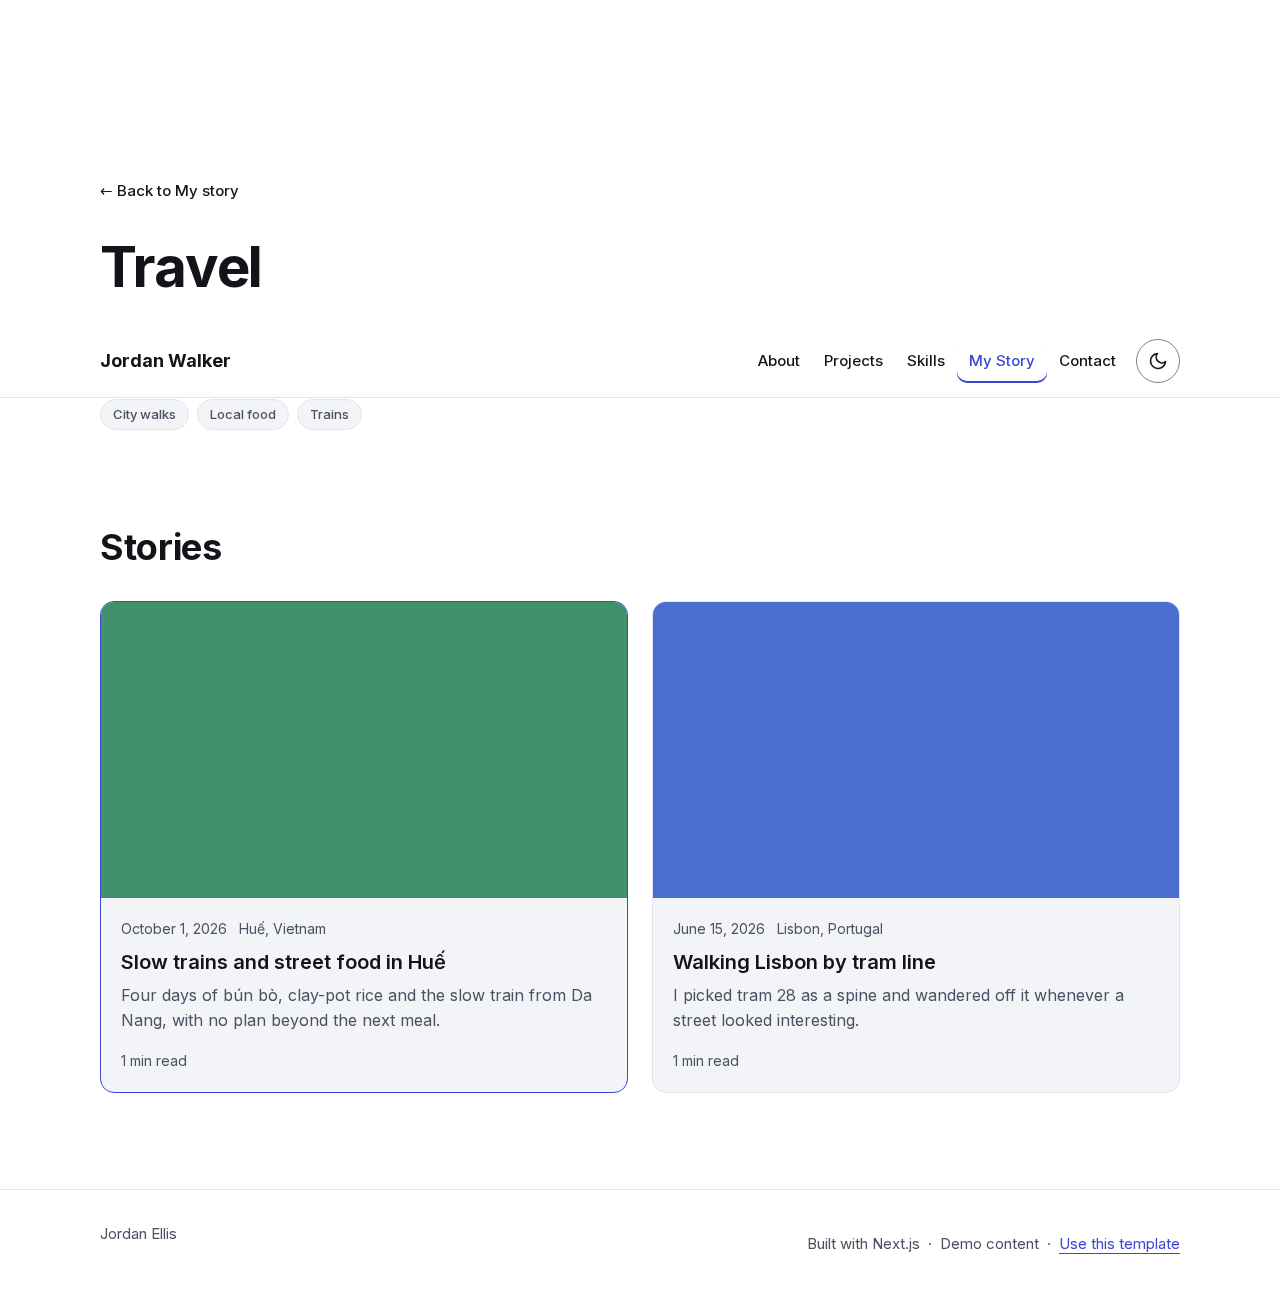 ← Back to My story
Travel
Jordan Walker
About Projects Skills My Story Contact
City walks Local food Trains
Stories
October 1, 2026 Huế, Vietnam
Slow trains and street food in Huế
Four days of bún bò, clay-pot rice and the slow train from Da
Nang, with no plan beyond the next meal.
1 min read
June 15, 2026 Lisbon, Portugal
Walking Lisbon by tram line
I picked tram 28 as a spine and wandered off it whenever a
street looked interesting.
1 min read
Jordan Ellis
Built with Next.js · Demo content · Use this template